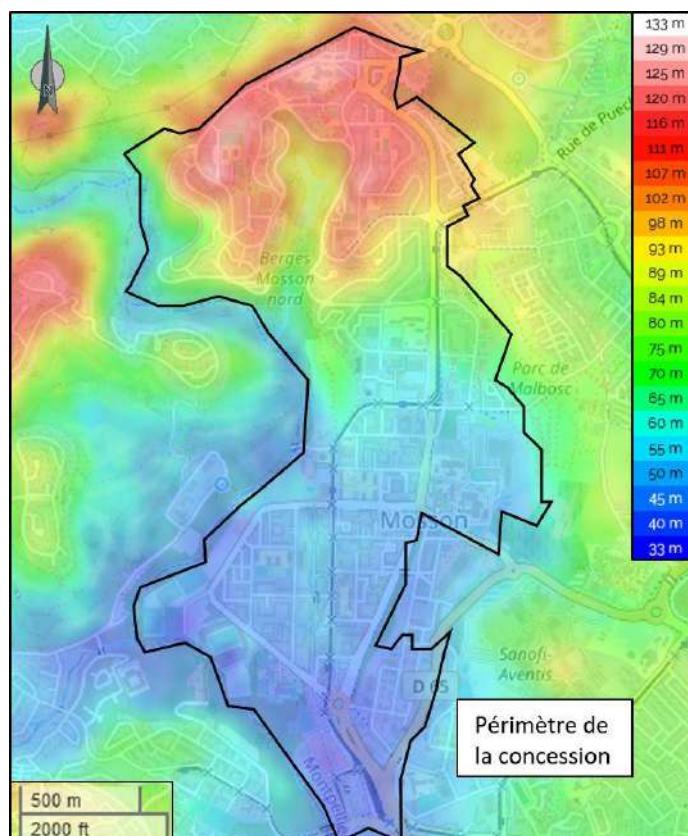 N
133 m
129 m
125 m
120 m
116 m
111 m
107 m
102 m
98 m
93 m
89 m
84 m
80 m
75 m
70 m
65 m
60 m
55 m
50 m
45 m
40 m
33 m
Rue de Puech
Berges
Mosson
nord
Parc de
Malbosc
Mosson
Sanofi-
Aventis
D 65
Périmètre de
la concession
500 m
2000 ft